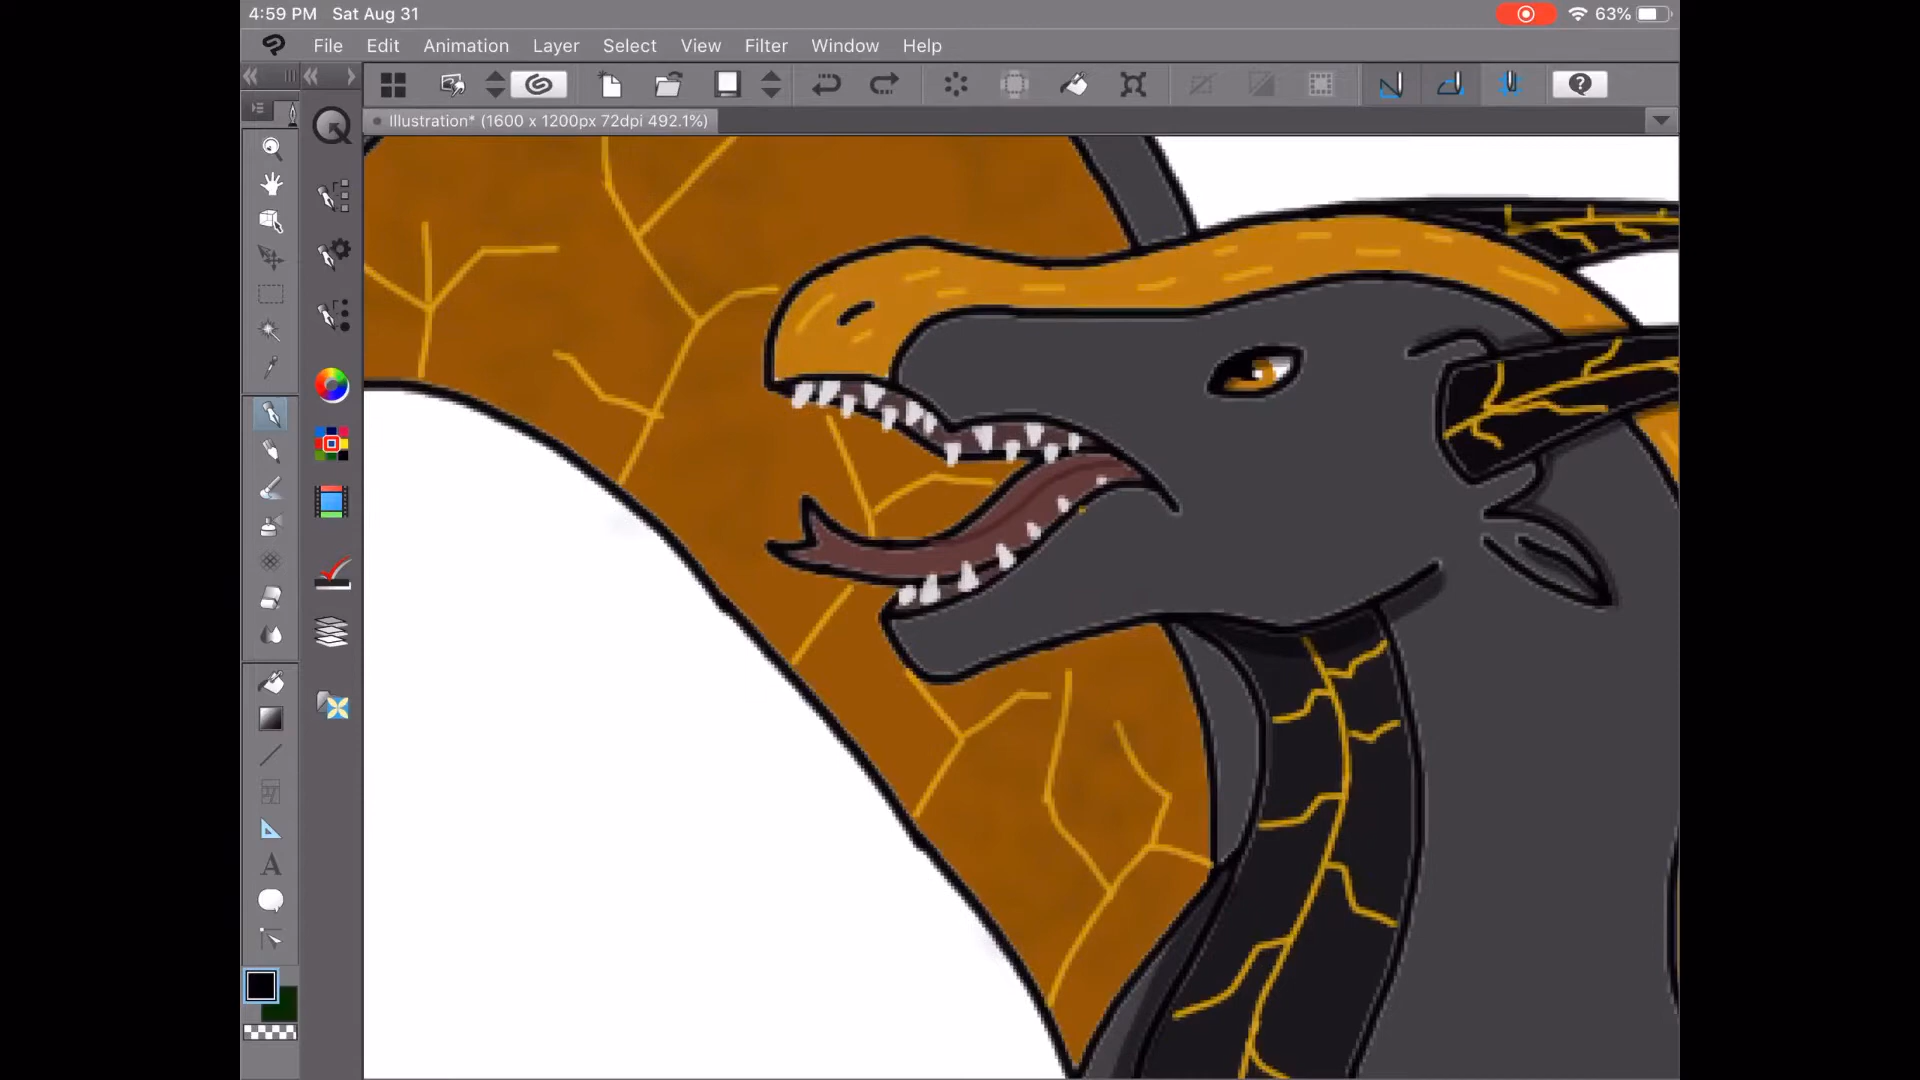 4:59 PM Sat Aug 31 63%
File Edit Animation Layer Select View Filter Window Help
Illustration* (1600 x 1200px 72dpi 492.1%)